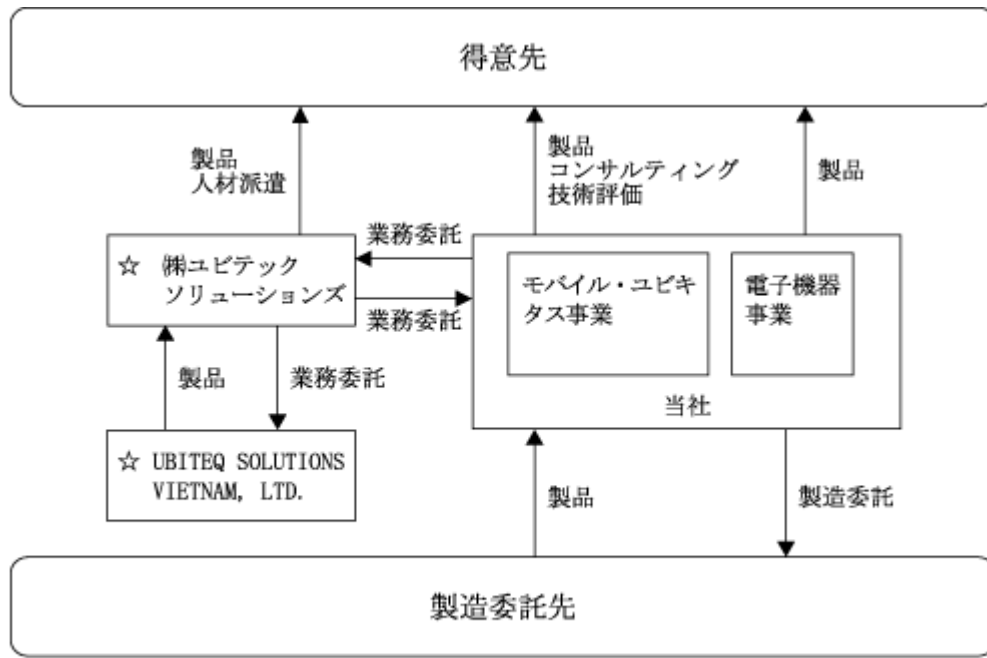 得意先
製品
人材派遣
製品
コンサルティング
技術評価
製品
業務委託
☆ ㈱ユビテック
ソリューションズ
業務委託
モバイル・ユビキ
タス事業
電子機器
事業
当社
製品
業務委託
☆ UBITEQ SOLUTIONS
VIETNAM, LTD.
製品
製造委託
製造委託先